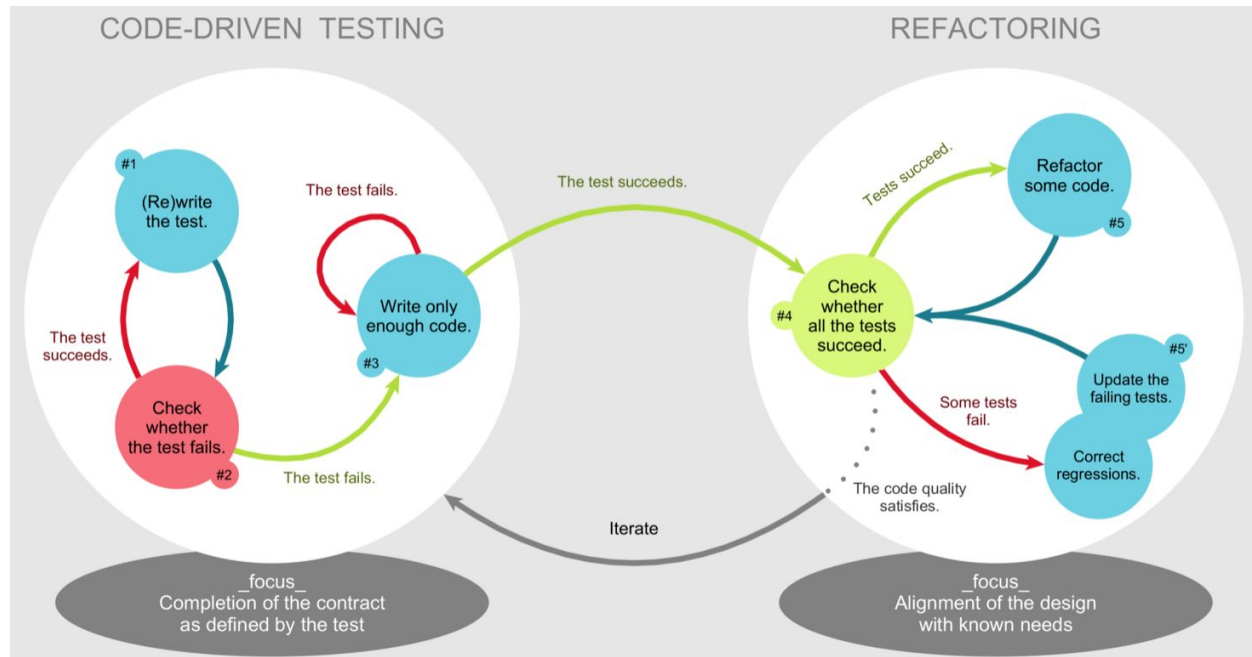 CODE-DRIVEN TESTING
#1
(Re)write
the test.
The test
succeeds.
Check
whether
the test fails.
#2
The test fails.
The test fails.
Write only
enough code.
#3
The test succeeds.
REFACTORING
Check
whether
all the tests
succeed.
#4
Tests succeed.
Refactor
some code.
#5
Some tests
fail.
#5'
Update the
failing tests.
Correct
regressions.
The code quality
satisfies.
Iterate
_focus_
Completion of the contract
as defined by the test
_focus_
Alignment of the design
with known needs